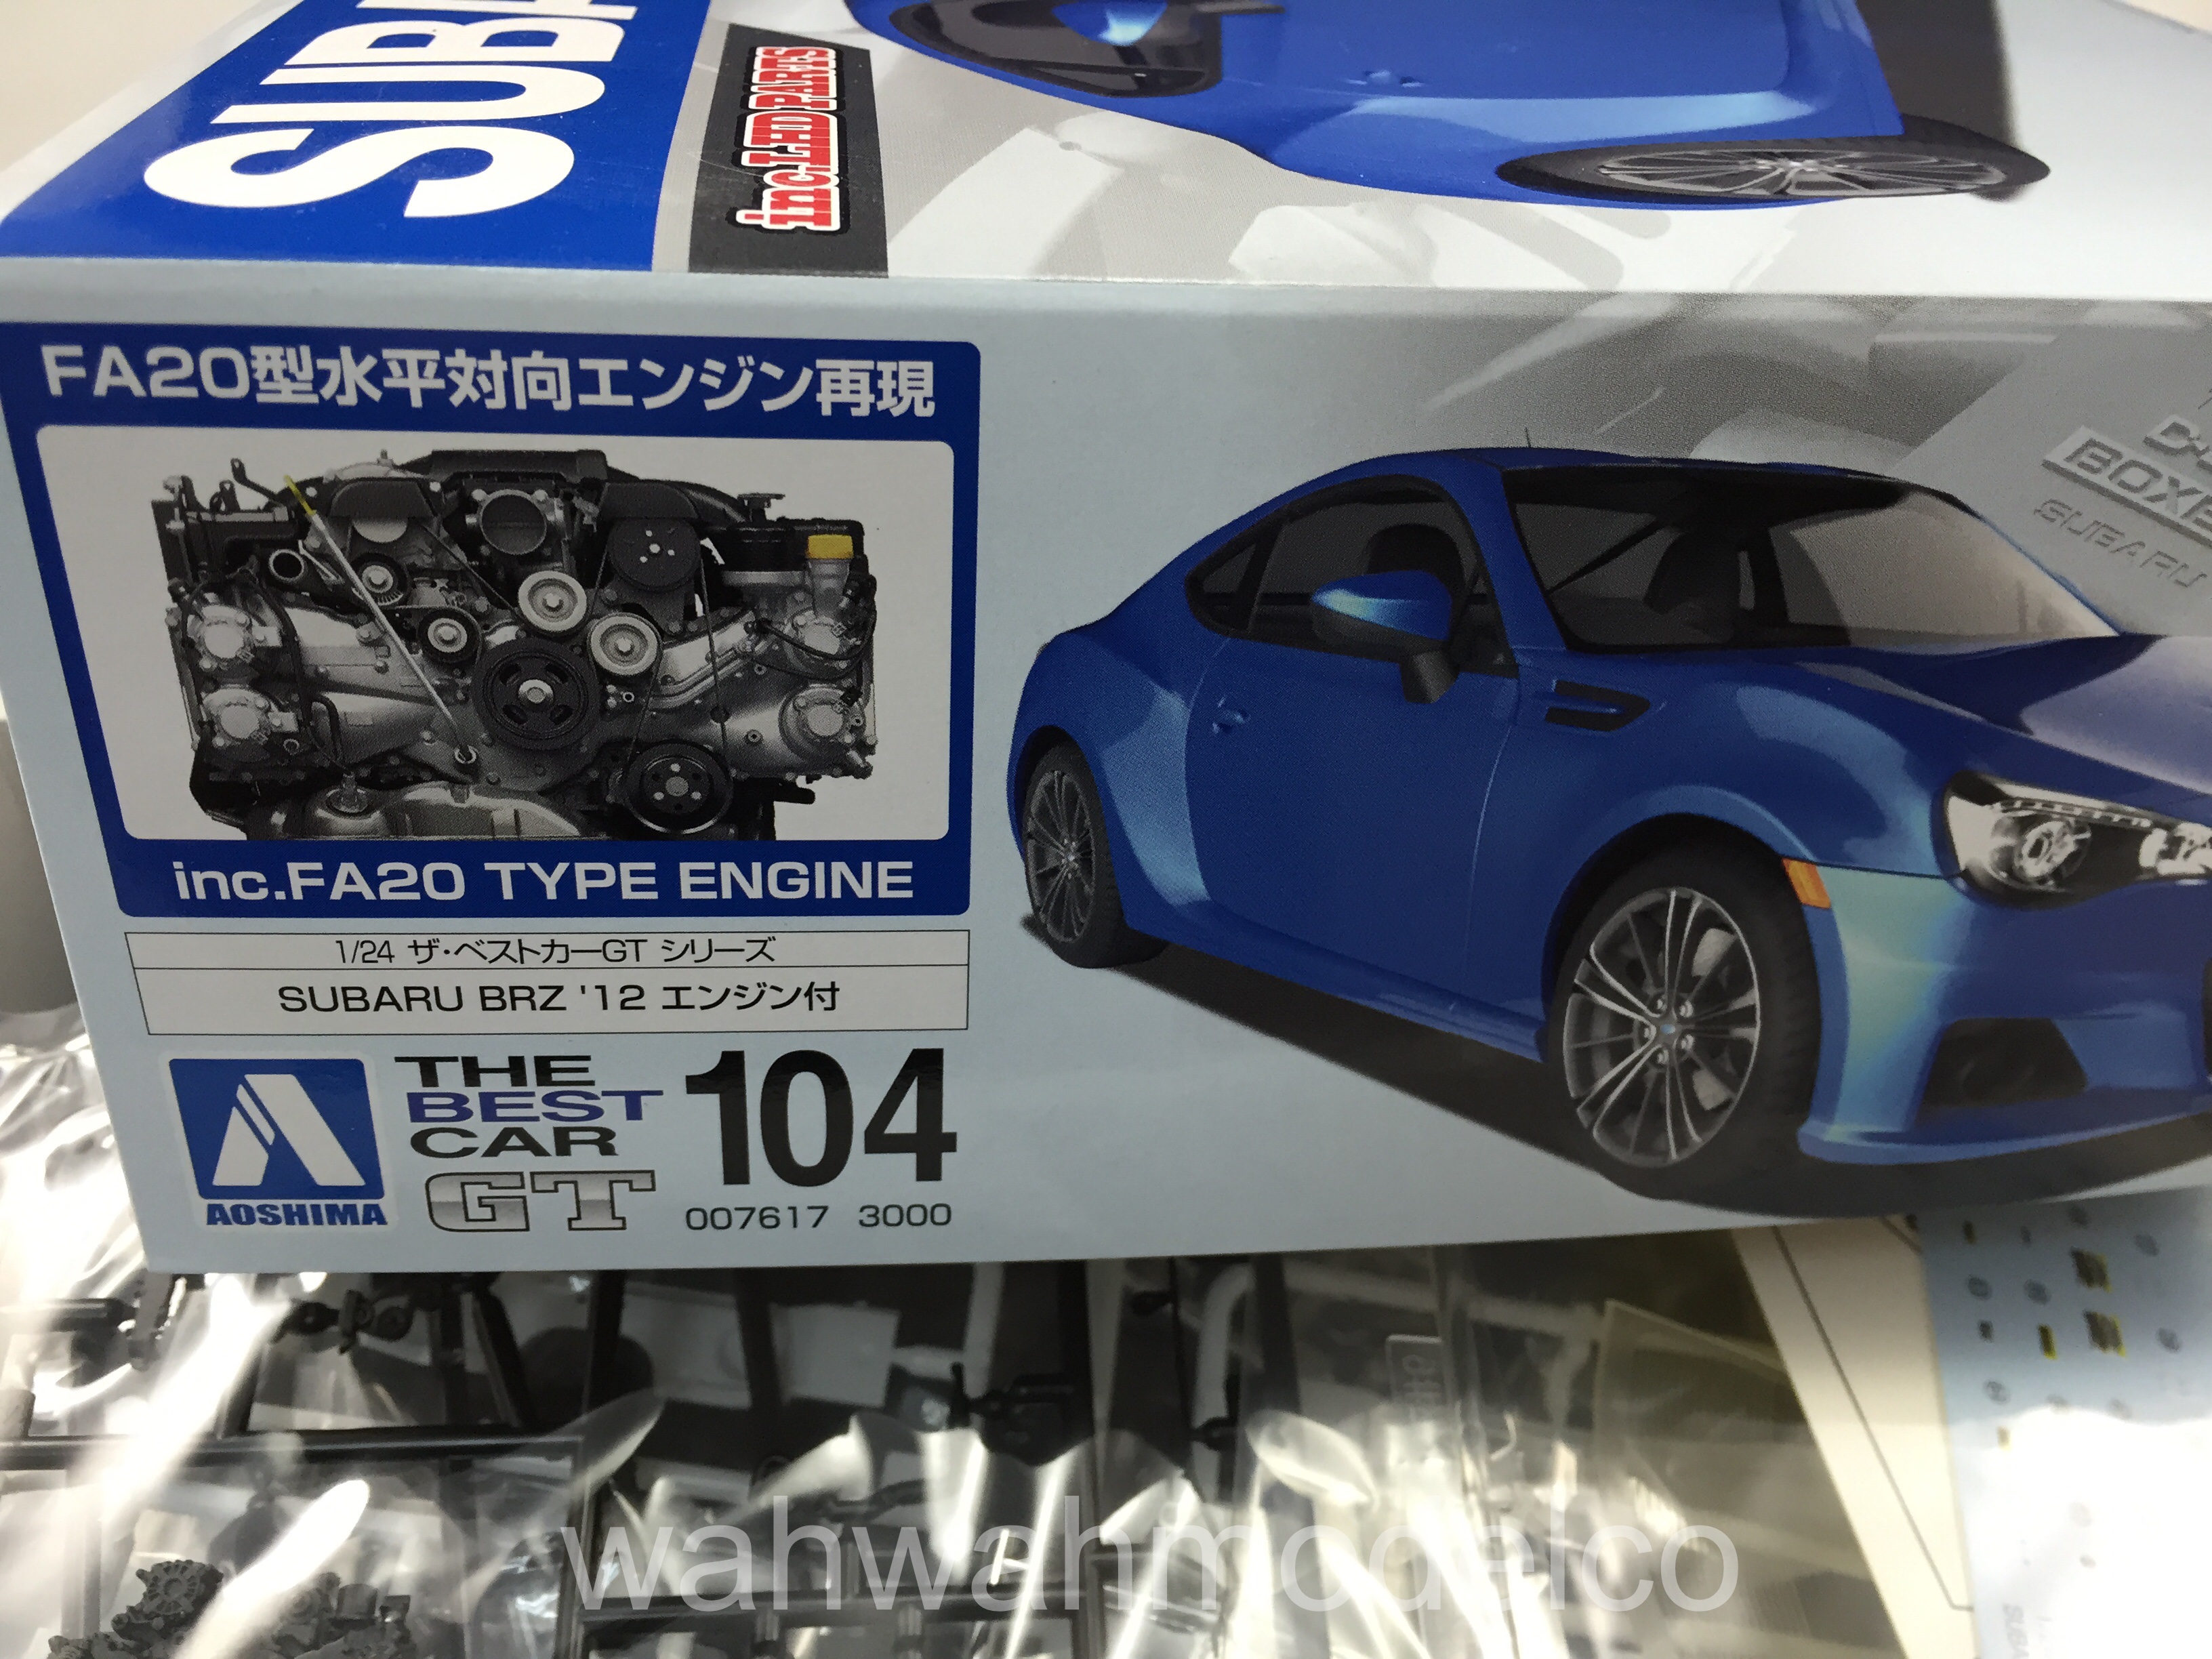 SUBA
inc.LED PARTS
FA20型水平対向エンジン再現
inc.FA20 TYPE ENGINE
1/24 ザ・ベストカーGT シリーズ
SUBARU BRZ '12 エンジン付
AOSHIMA
THE
BEST
CAR
GT
104
007617 3000
BOXE
SUBARU
wahwahmodelco